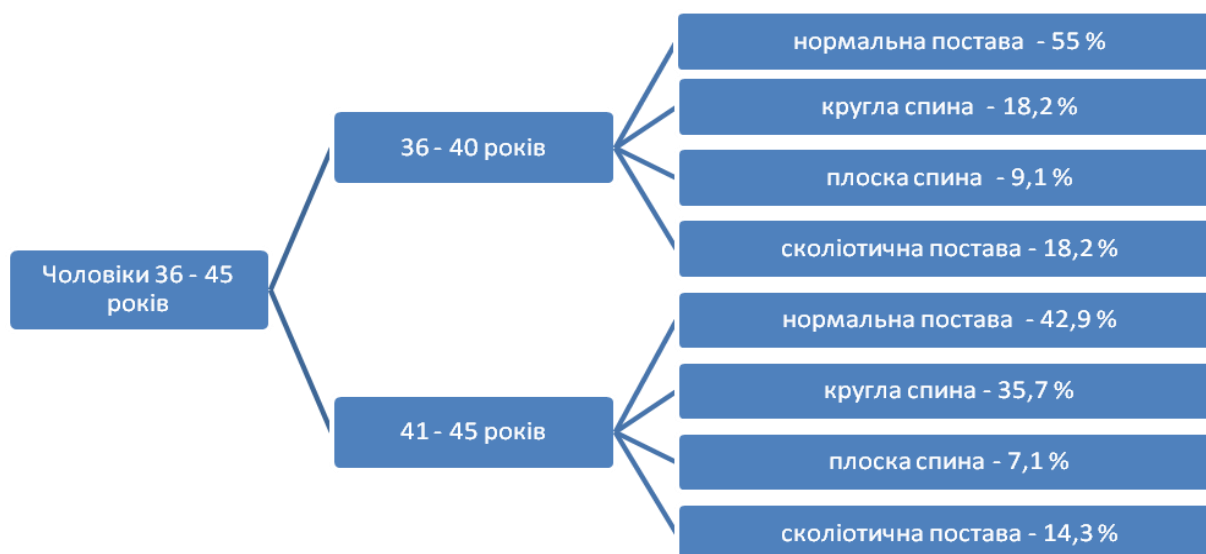 Чоловіки 36 - 45
років
36 - 40 років
нормальна постава - 55 %
кругла спина - 18,2 %
плоска спина - 9,1 %
сколіотична постава - 18,2 %
41 - 45 років
нормальна постава - 42,9 %
кругла спина - 35,7 %
плоска спина - 7,1 %
сколіотична постава - 14,3 %